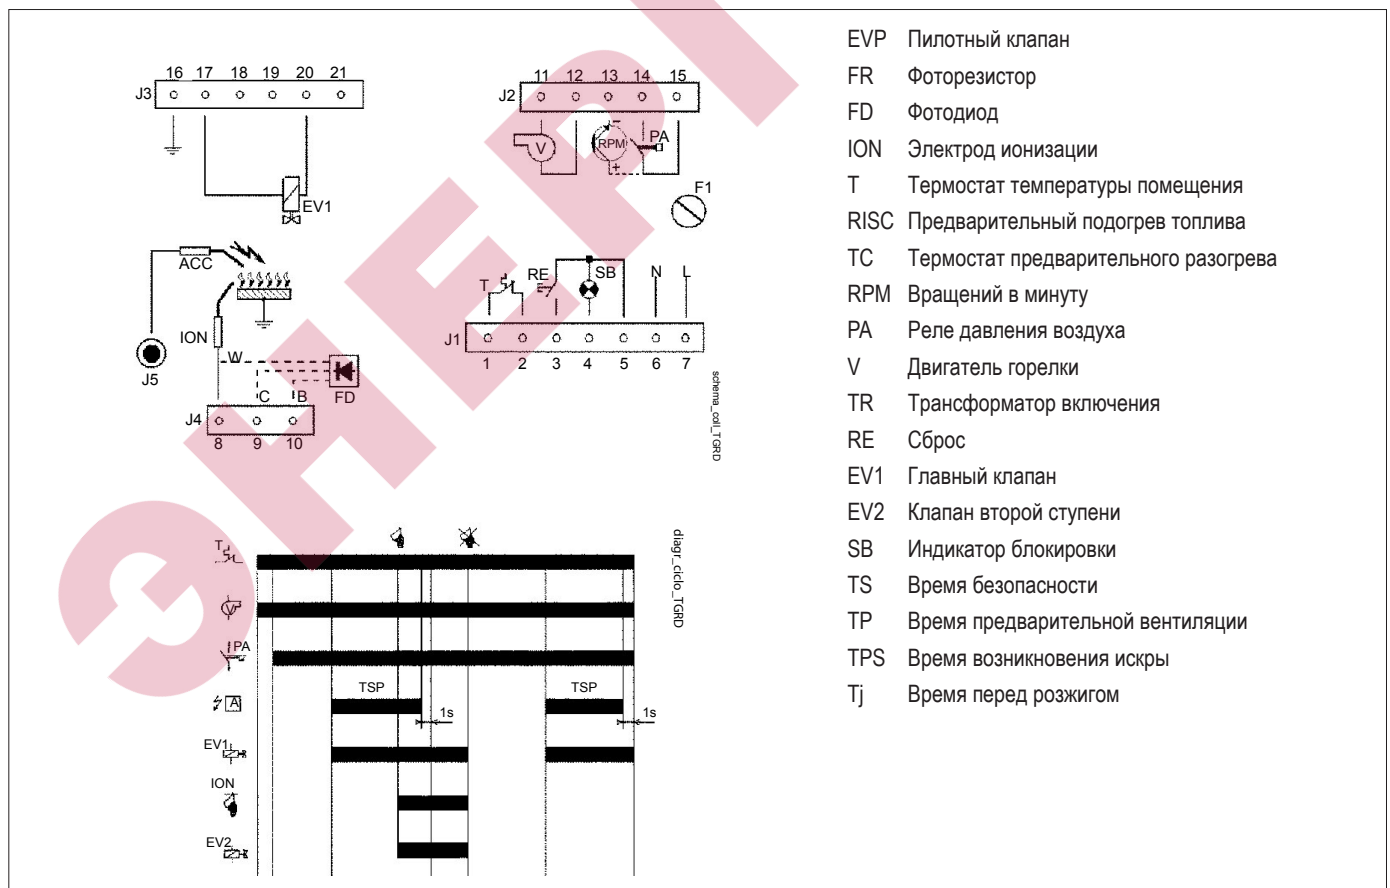 16 17 18 19 20 21
J3
EV1
11 12 13 14 15
J2
V
RPM
PA
-
+
F1
ACC
ION
J5
W
C
B
FD
J4
8 9 10
T
RE
SB
N
L
J1
1 2 3 4 5 6 7
schema_coll_TGRD
diagr_ciclo_TGRD
T
V
PA
A
TSP
TSP
1s
1s
EV1
ION
EV2
EVP Пилотный клапан
FR Фоторезистор
FD Фотодиод
ION Электрод ионизации
T Термостат температуры помещения
RISC Предварительный подогрев топлива
TC Термостат предварительного разогрева
RPM Вращений в минуту
PA Реле давления воздуха
V Двигатель горелки
TR Трансформатор включения
RE Сброс
EV1 Главный клапан
EV2 Клапан второй ступени
SB Индикатор блокировки
TS Время безопасности
TP Время предварительной вентиляции
TPS Время возникновения искры
Tj Время перед розжигом
ЭНЕРГ